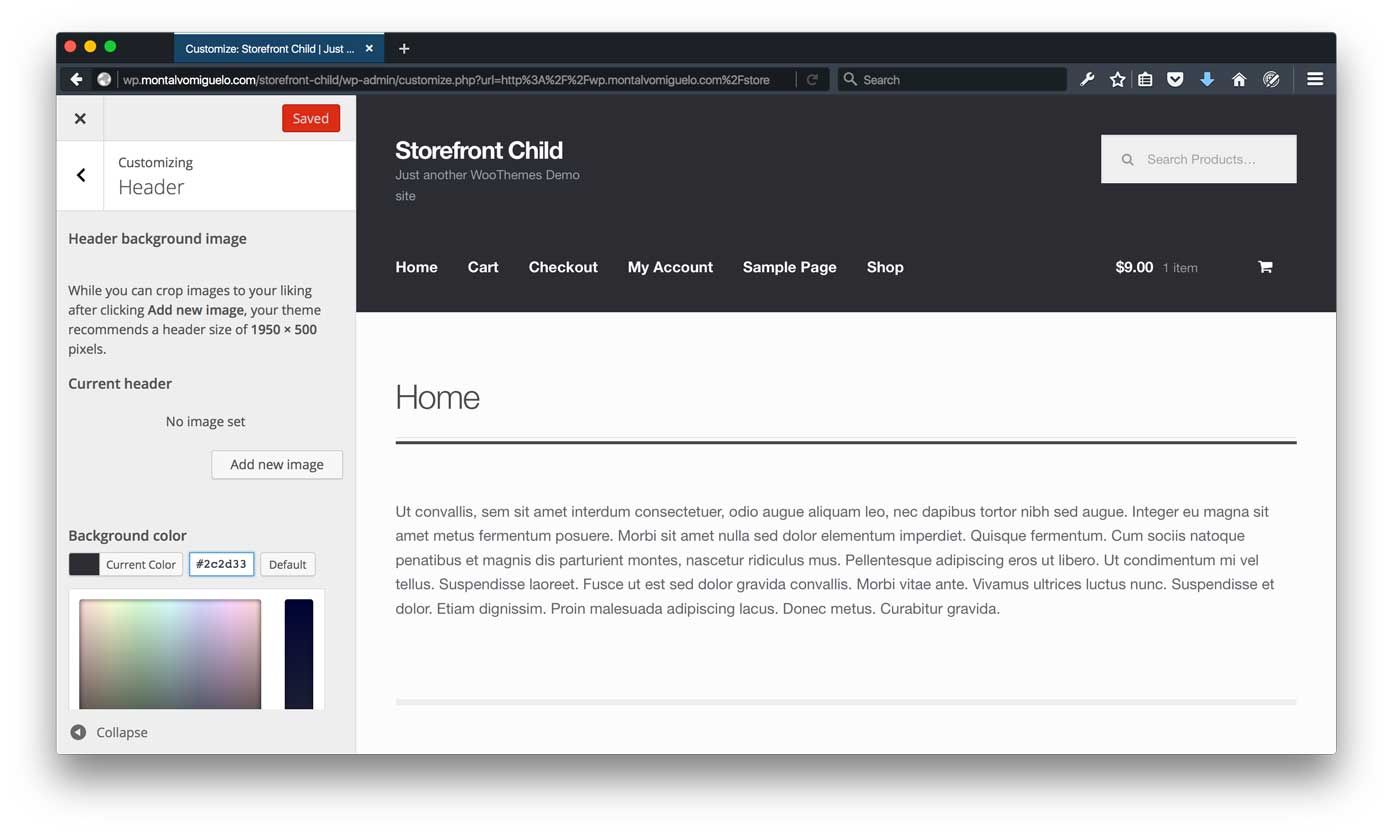 Customize: Storefront Child | Just ...
wp.montalvomiguelo.com/storefront-child/wp-admin/customize.php?url=http%3A%2F%2Fwp.montalvomiguelo.com%2Fstore
Search
Saved
Customizing
Header
Header background image
While you can crop images to your liking
after clicking Add new image, your theme
recommends a header size of 1950 × 500
pixels.
Current header
No image set
Add new image
Background color
Current Color
#2c2d33
Default
Collapse
Storefront Child
Just another WooThemes Demo
site
Search Products…
Home
Cart
Checkout
My Account
Sample Page
Shop
$9.00 1 item
Home
Ut convallis, sem sit amet interdum consectetuer, odio augue aliquam leo, nec dapibus tortor nibh sed augue. Integer eu magna sit
amet metus fermentum posuere. Morbi sit amet nulla sed dolor elementum imperdiet. Quisque fermentum. Cum sociis natoque
penatibus et magnis dis parturient montes, nascetur ridiculus mus. Pellentesque adipiscing eros ut libero. Ut condimentum mi vel
tellus. Suspendisse laoreet. Fusce ut est sed dolor gravida convallis. Morbi vitae ante. Vivamus ultrices luctus nunc. Suspendisse et
dolor. Etiam dignissim. Proin malesuada adipiscing lacus. Donec metus. Curabitur gravida.